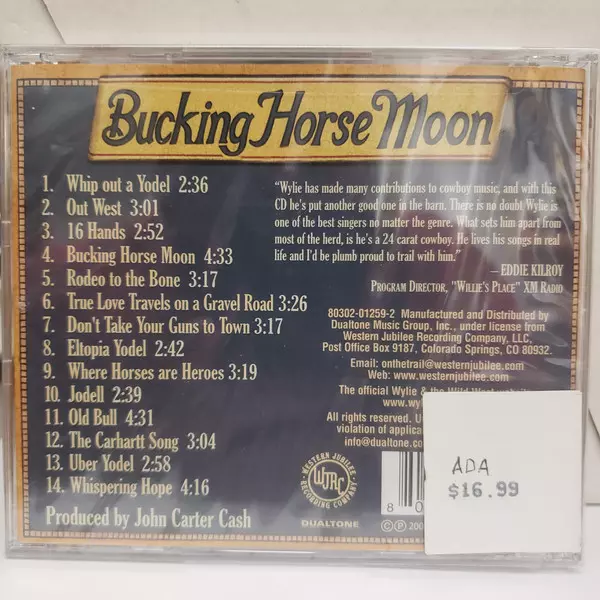 Bucking Horse Moon
1. Whip out a Yodel 2:36
2. Out West 3:01
3. 16 Hands 2:52
4. Bucking Horse Moon 4:33
5. Rodeo to the Bone 3:17
6. True Love Travels on a Gravel Road 3:26
7. Don't Take Your Guns to Town 3:17
8. Eltopia Yodel 2:42
9. Where Horses are Heroes 3:19
10. Jodell 2:39
11. Old Bull 4:31
12. The Carhartt Song 3:04
13. Uber Yodel 2:58
14. Whispering Hope 4:16
Produced by John Carter Cash
"Wylie has made many contributions to cowboy music, and with this
CD he's put another good one in the barn. There is no doubt Wylie is
one of the best singers no matter the genre. What sets him apart from
most of the herd, is he's a 24 carat cowboy. He lives his songs in
real life and I'd be plumb proud to trail with him."
—EDDIE KILROY
PROGRAM DIRECTOR, "WILLIE'S PLACE" XM RADIO
80302-01259-2 Manufactured and Distributed by
Dualtone Music Group, Inc., under license from
Western Jubilee Recording Company, LLC,
Post Office Box 9187, Colorado Springs, CO 80932.
Email: onthetrail@westernjubilee.com
Web: www.westernjubilee.com
The official Wylie & the Wild West
www.wy
All rights reserved. U
violation of applica
info@dualtone.
WESTERN JUBILEE
WJRC
RECORDING COMPANY
DUALTONE
8 0
© ℗ 200
ADA
$16.99